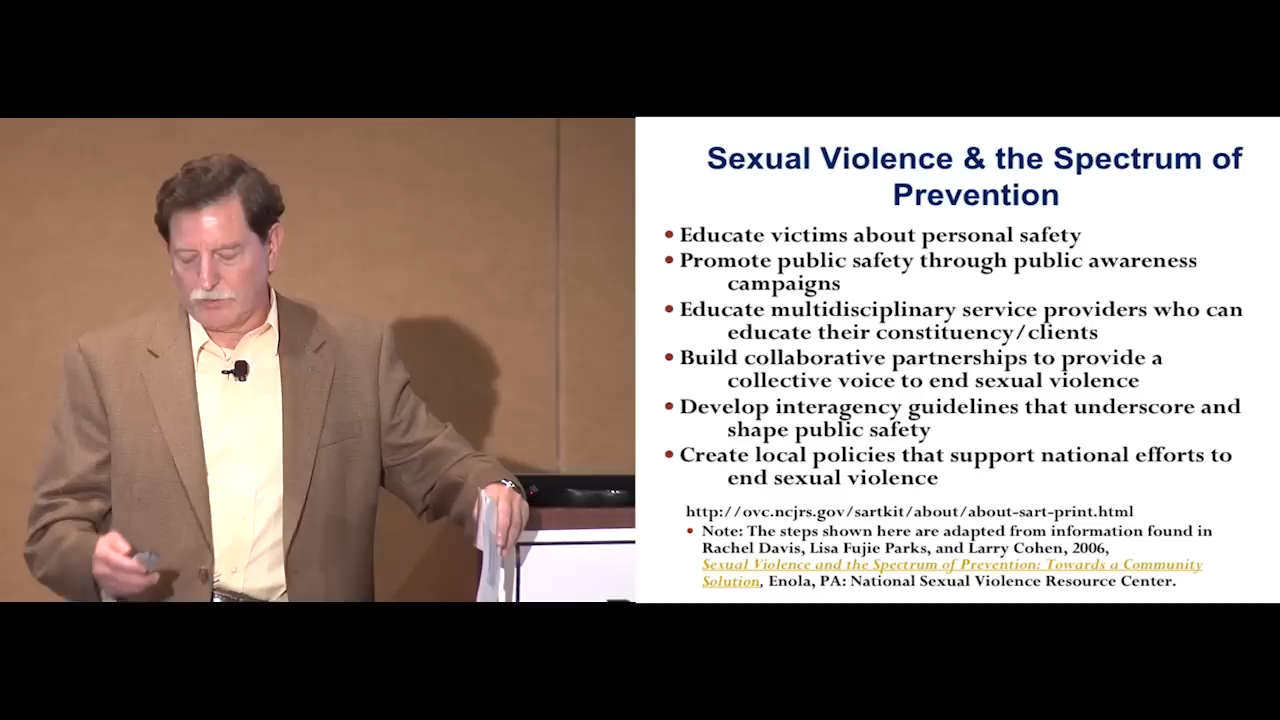 Sexual Violence & the Spectrum of
Prevention
• Educate victims about personal safety
• Promote public safety through public awareness
campaigns
• Educate multidisciplinary service providers who can
educate their constituency/clients
• Build collaborative partnerships to provide a
collective voice to end sexual violence
• Develop interagency guidelines that underscore and
shape public safety
• Create local policies that support national efforts to
end sexual violence
http://ovc.ncjrs.gov/sartkit/about/about-sart-print.html
• Note: The steps shown here are adapted from information found in
Rachel Davis, Lisa Fujie Parks, and Larry Cohen, 2006,
Sexual Violence and the Spectrum of Prevention: Towards a Community
Solution, Enola, PA: National Sexual Violence Resource Center.